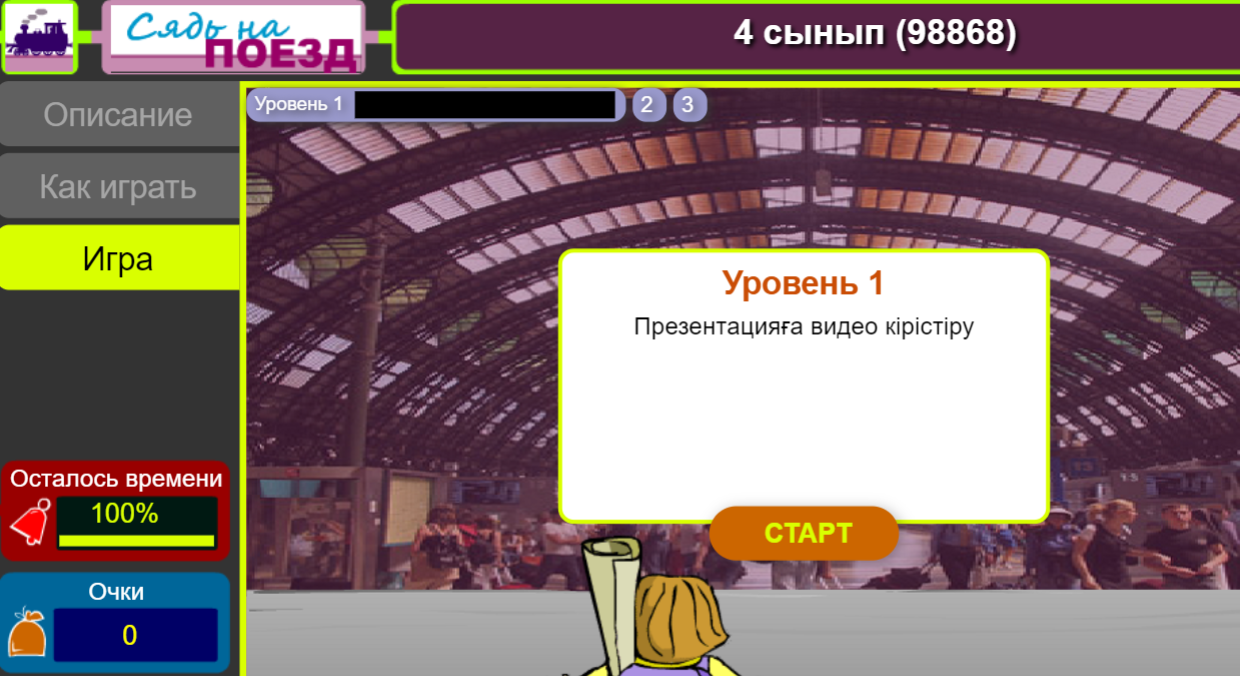 Сядь на
ПОЕЗД
4 сынып (98868)
Описание
Как играть
Игра
Уровень 1
2
3
Уровень 1
Презентацияға видео кірістіру
СТАРТ
Осталось времени
100%
Очки
0